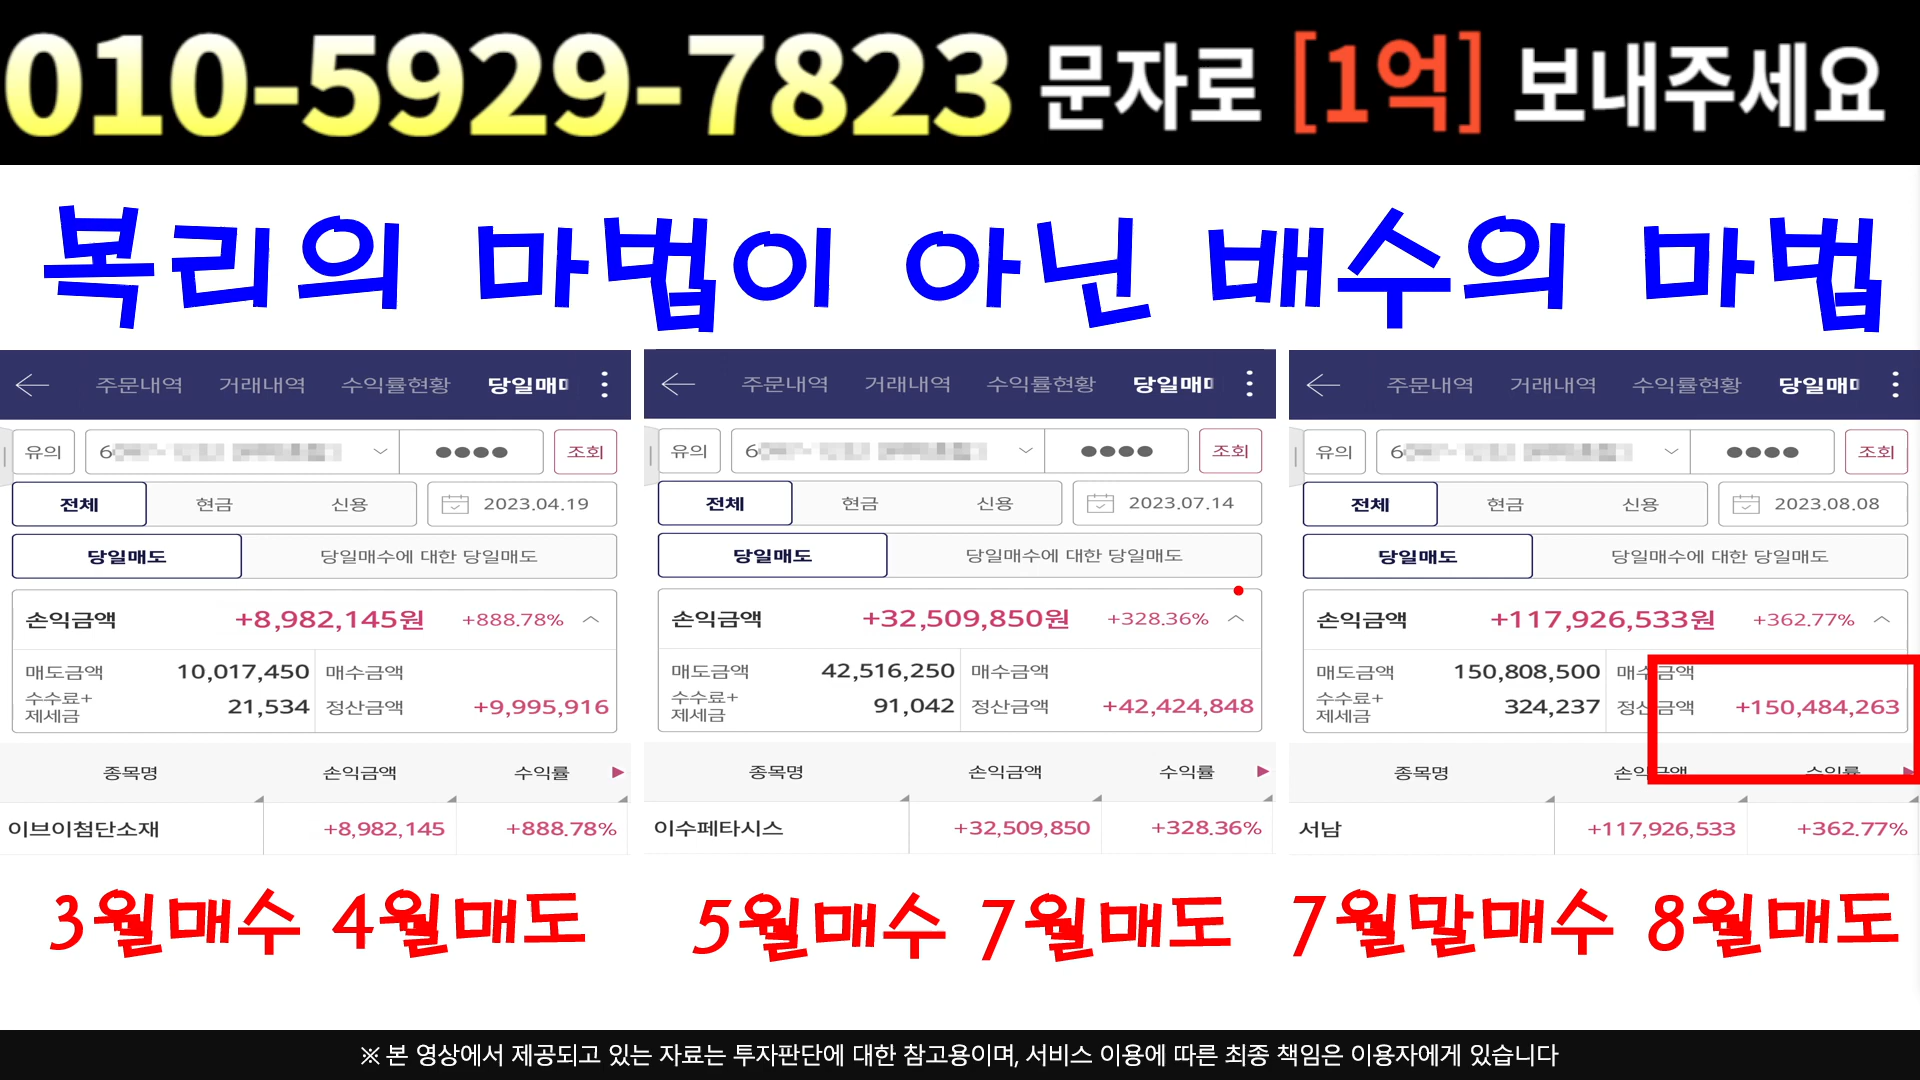 010-5929-7823 문자로 [1억] 보내주세요
복리의 마법이 아닌 배수의 마법
주문내역 거래내역 수익률현황 당일매
유의 6 ●●●● 조회
전체 현금 신용 2023.04.19
당일매도 당일매수에 대한 당일매도
손익금액 +8,982,145원 +888.78%
매도금액 10,017,450 매수금액
수수료+
제세금 21,534 정산금액 +9,995,916
종목명 손익금액 수익률
이브이첨단소재 +8,982,145 +888.78%
3월매수 4월매도
주문내역 거래내역 수익률현황 당일매
유의 6 ●●●● 조회
전체 현금 신용 2023.07.14
당일매도 당일매수에 대한 당일매도
손익금액 +32,509,850원 +328.36%
매도금액 42,516,250 매수금액
수수료+
제세금 91,042 정산금액 +42,424,848
종목명 손익금액 수익률
이수페타시스 +32,509,850 +328.36%
5월매수 7월매도
주문내역 거래내역 수익률현황 당일매
유의 6 ●●●● 조회
전체 현금 신용 2023.08.08
당일매도 당일매수에 대한 당일매도
손익금액 +117,926,533원 +362.77%
매도금액 150,808,500 매수금액
수수료+
제세금 324,237 정산금액 +150,484,263
종목명 손익금액 수익률
서남 +117,926,533 +362.77%
7월말매수 8월매도
※ 본 영상에서 제공되고 있는 자료는 투자판단에 대한 참고용이며, 서비스 이용에 따른 최종 책임은 이용자에게 있습니다